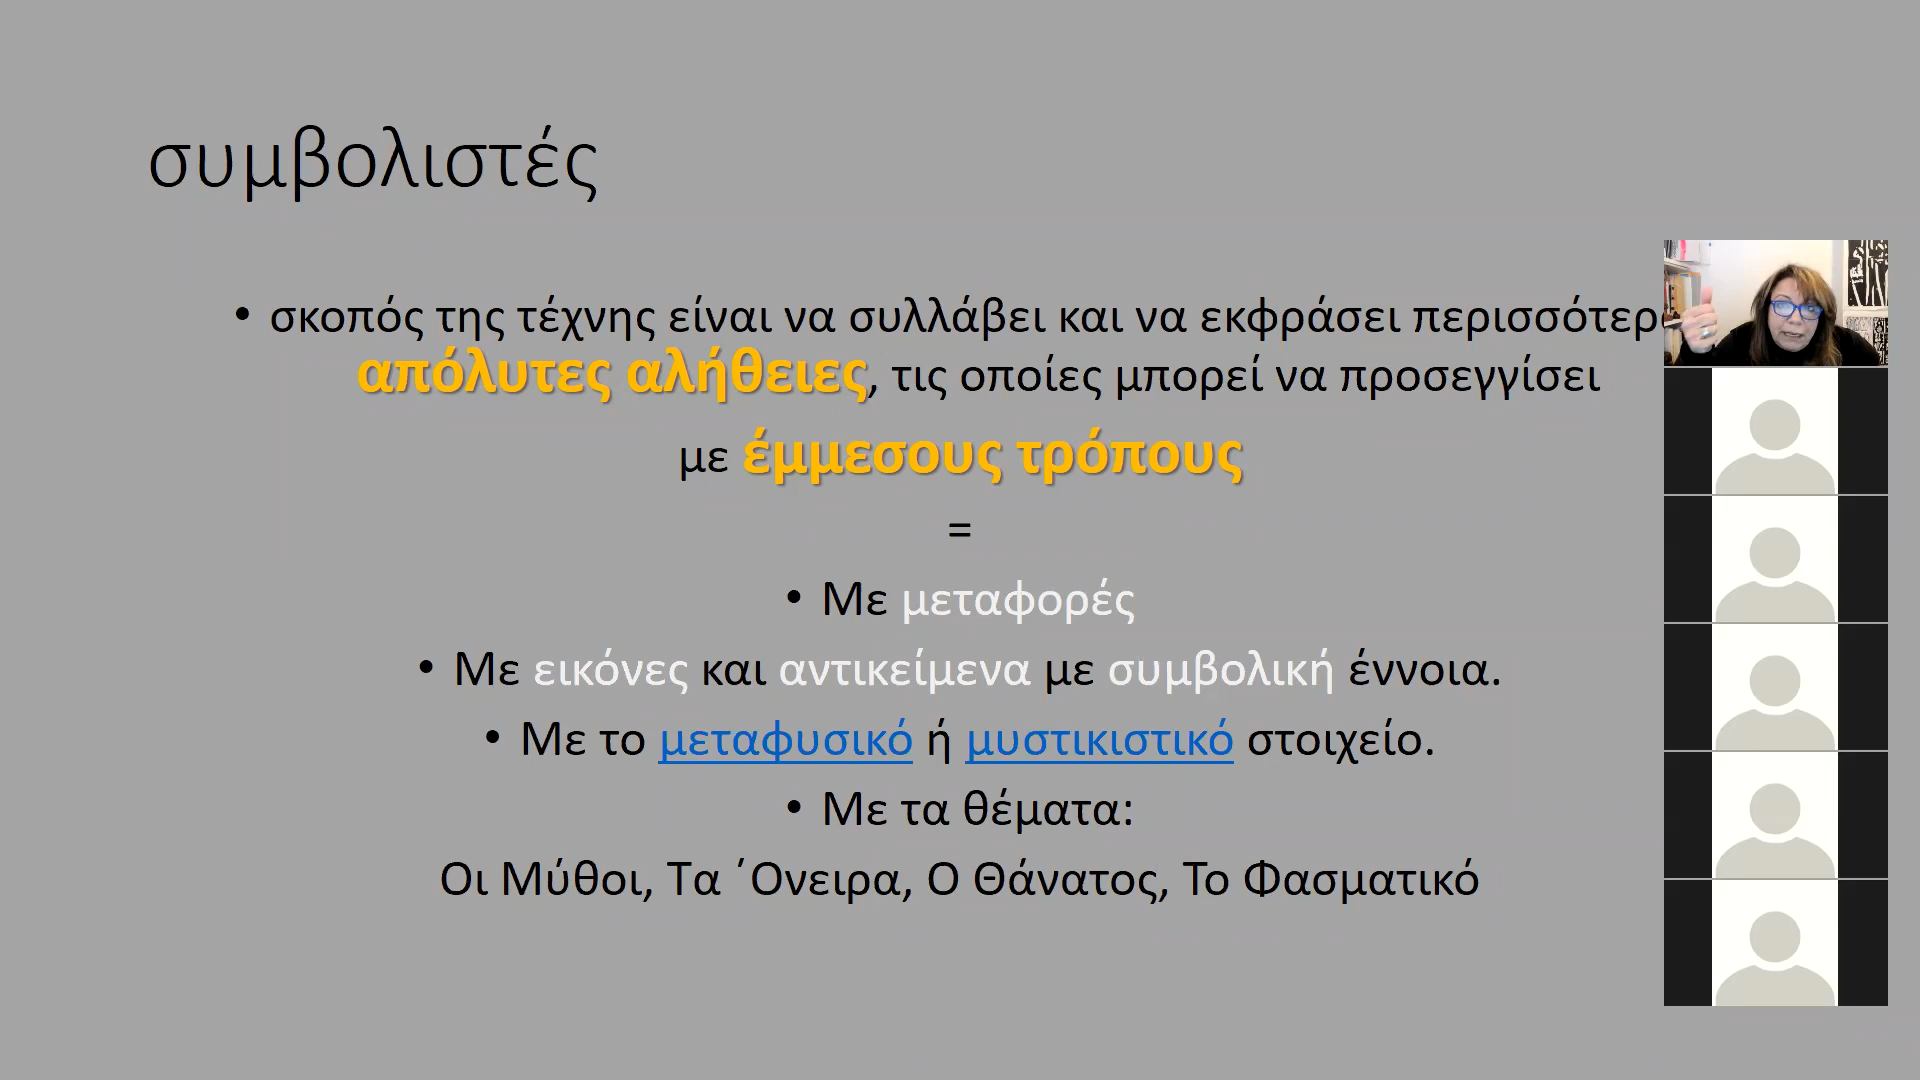 συμβολιστές
• σκοπός της τέχνης είναι να συλλάβει και να εκφράσει
απόλυτες αλήθειες, τις οποίες μπορεί να προσεγγίσει
με έμμεσους τρόπους
=
• Με μεταφορές
• Με εικόνες και αντικείμενα με συμβολική έννοια.
• Με το μεταφυσικό ή μυστικιστικό στοιχείο.
• Με τα θέματα:
Οι Μύθοι, Τα ΄Ονειρα, Ο Θάνατος, Το Φασματικό